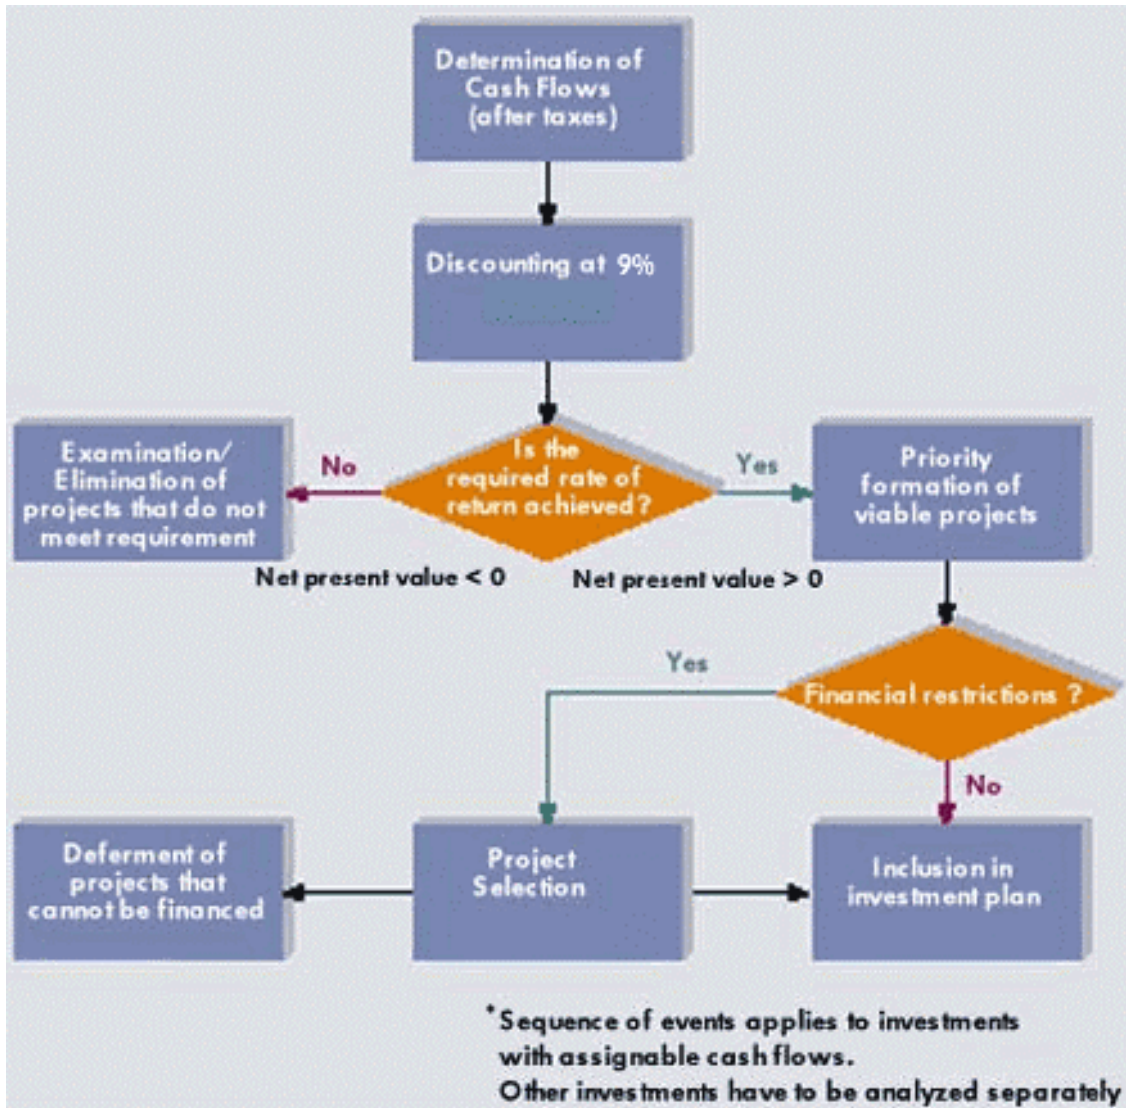 Determination of
Cash Flows
(after taxes)
Discounting at 9%
Is the
required rate of
return achieved?
No
Yes
Examination/
Elimination of
projects that do not
meet requirement
Priority
formation of
viable projects
Net present value < 0
Net present value > 0
Financial restrictions ?
Yes
No
Deferment of
projects that
cannot be financed
Project
Selection
Inclusion in
investment plan
*Sequence of events applies to investments
with assignable cash flows.
Other investments have to be analyzed separately